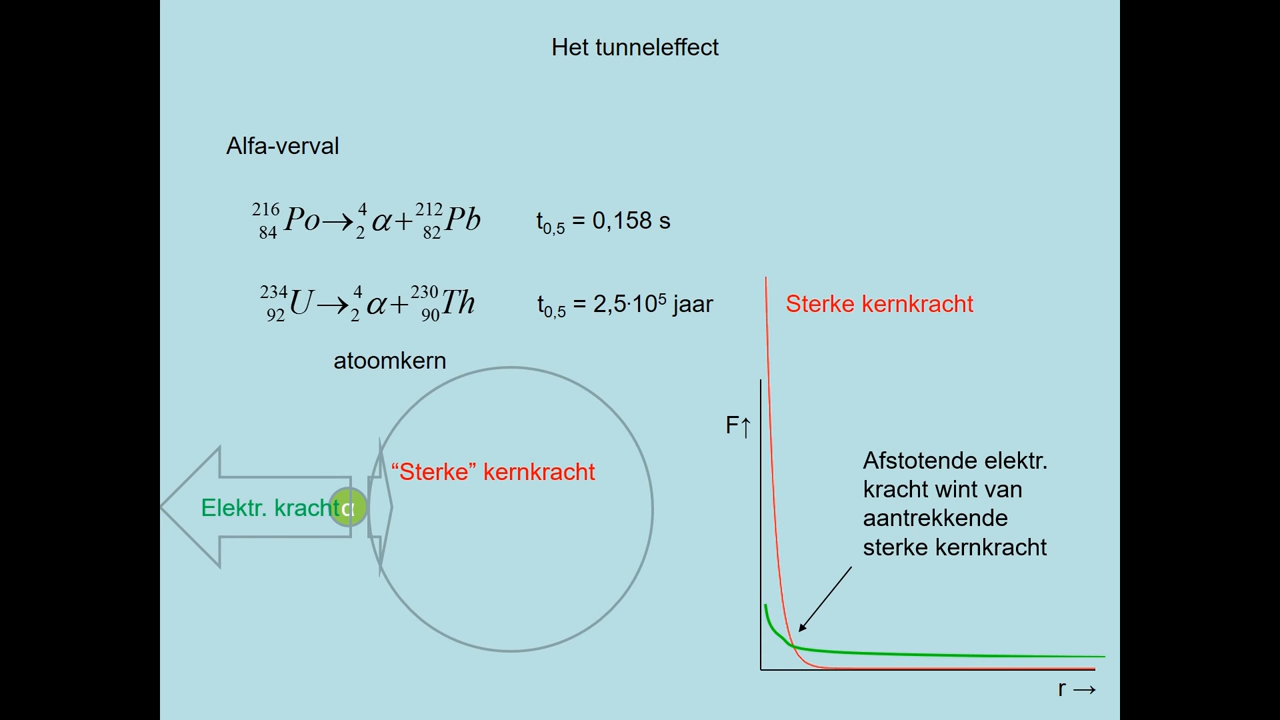 Het tunneleffect
Alfa-verval
²¹⁶₈₄Po→⁴₂α+²¹²₈₂Pb t₀,₅ = 0,158 s
²³⁴₉₂U→⁴₂α+²³⁰₉₀Th t₀,₅ = 2,5·10⁵ jaar
Sterke kernkracht
atoomkern
F↑
“Sterke” kernkracht
Elektr. kracht α
Afstotende elektr.
kracht wint van
aantrekkende
sterke kernkracht
r →